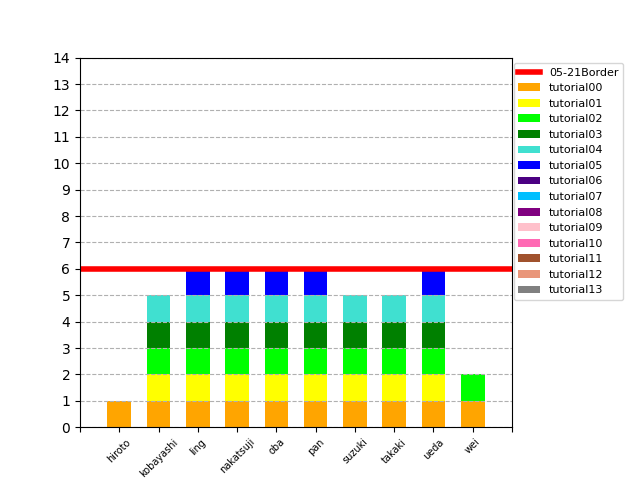 14
13
12
11
10
9
8
7
6
5
4
3
2
1
0
hiroto
kobayashi
ling
nakatsuji
oba
pan
suzuki
takaki
ueda
wei
05-21Border
tutorial00
tutorial01
tutorial02
tutorial03
tutorial04
tutorial05
tutorial06
tutorial07
tutorial08
tutorial09
tutorial10
tutorial11
tutorial12
tutorial13